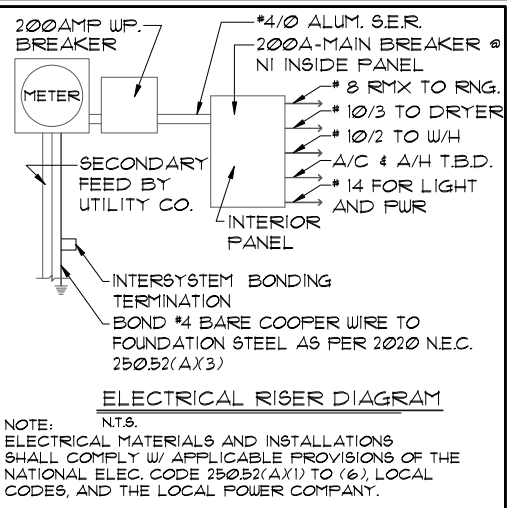 200AMP WP.
BREAKER
#4/0 ALUM. S.E.R.
200A-MAIN BREAKER @
N1 INSIDE PANEL
METER
# 8 RMX TO RNG.
# 10/3 TO DRYER
# 10/2 TO W/H
A/C & A/H T.B.D.
# 14 FOR LIGHT
AND PWR
SECONDARY
FEED BY
UTILITY CO.
INTERIOR
PANEL
INTERSYSTEM BONDING
TERMINATION
BOND #4 BARE COOPER WIRE TO
FOUNDATION STEEL AS PER 2020 N.E.C.
250.52(A)(3)
ELECTRICAL RISER DIAGRAM
N.T.S.
NOTE:
ELECTRICAL MATERIALS AND INSTALLATIONS
SHALL COMPLY W/ APPLICABLE PROVISIONS OF THE
NATIONAL ELEC. CODE 250.52(A)(1) TO (6), LOCAL
CODES, AND THE LOCAL POWER COMPANY.